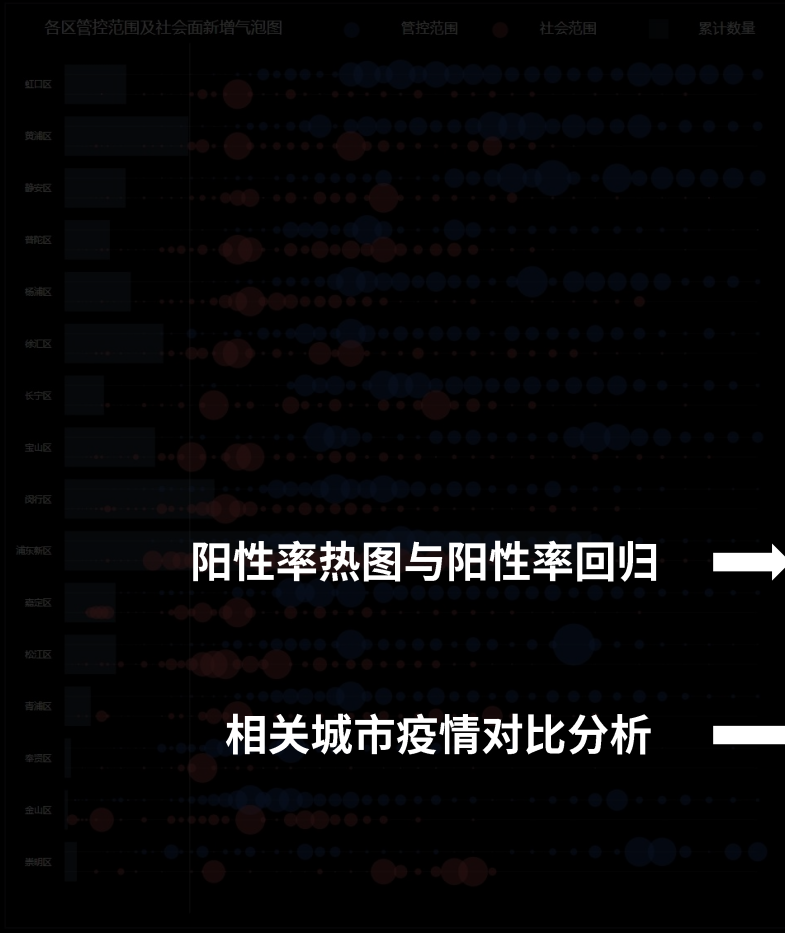 各区管控范围及社会面新增气泡图 管控范围 社会范围 累计数量
虹口区
黄浦区
静安区
普陀区
杨浦区
徐汇区
长宁区
宝山区
闵行区
浦东新区
阳性率热图与阳性率回归
嘉定区
松江区
青浦区
相关城市疫情对比分析
奉贤区
金山区
崇明区